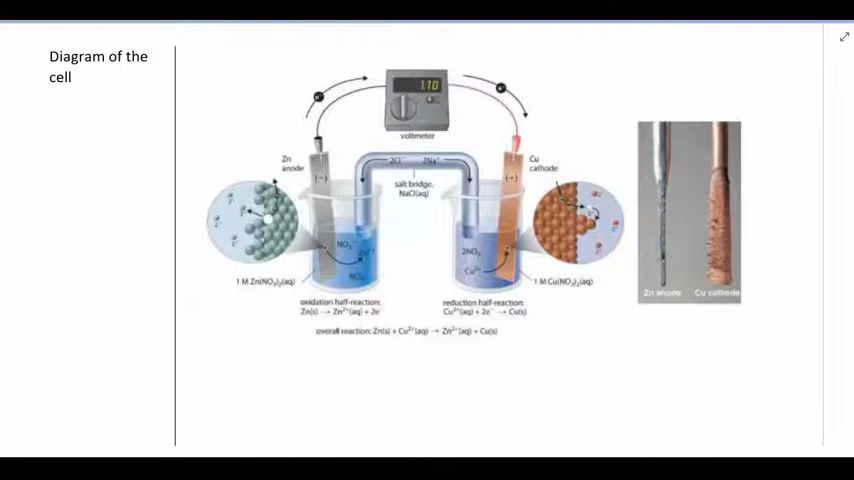 Diagram of the
cell
1.10
voltmeter
Zn
anode
(−)
2Cl⁻
2Na⁺
salt bridge,
NaCl(aq)
Cu
cathode
(−)
NO₃⁻
Zn²⁺
NO₃⁻
2NO₃⁻
Cu²⁺
1 M Zn(NO₃)₂(aq)
1 M Cu(NO₃)₂(aq)
oxidation half-reaction:
Zn(s) → Zn²⁺(aq) + 2e⁻
reduction half-reaction:
Cu²⁺(aq) + 2e⁻ → Cu(s)
overall reaction: Zn(s) + Cu²⁺(aq) → Zn²⁺(aq) + Cu(s)
Zn anode
Cu cathode